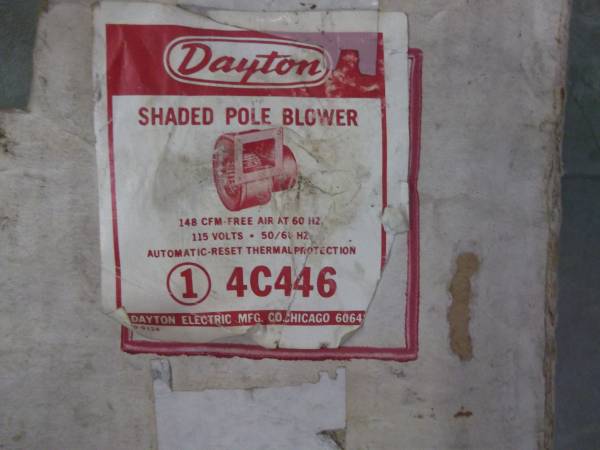 Dayton
SHADED POLE BLOWER
148 CFM-FREE AIR AT 60 HZ
115 VOLTS • 50/60 HZ
AUTOMATIC-RESET THERMAL PROTECTION
1 4C446
DAYTON ELECTRIC MFG. CO. CHICAGO 6064